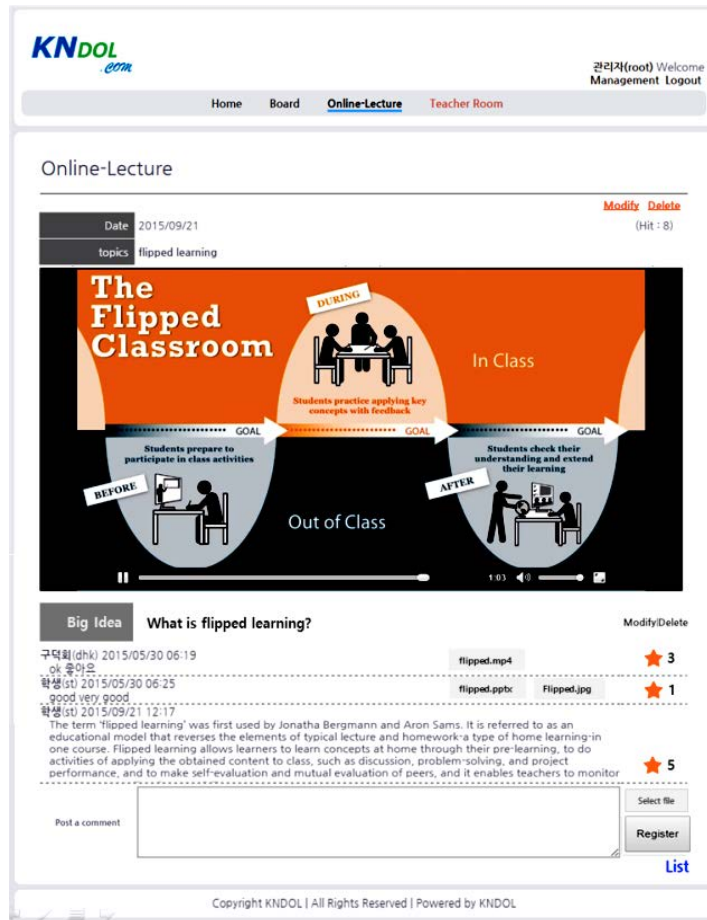 KNDOL
.com
관리자(root) Welcome
Management Logout
Home Board Online-Lecture Teacher Room
Online-Lecture
Modify Delete
Date 2015/09/21 (Hit : 8)
topics flipped learning
The
Flipped
Classroom
DURING
In Class
Students practice applying key
concepts with feedback
GOAL GOAL GOAL
Students prepare to
participate in class activities
BEFORE
Students check their
understanding and extend
their learning
AFTER
Out of Class
1:03
Big Idea What is flipped learning? Modify|Delete
구덕회(dhk) 2015/05/30 06:19
ok 좋아으
flipped.mp4 3
학생(st) 2015/05/30 06:25
good very good
flipped.pptx Flipped.jpg 1
학생(st) 2015/09/21 12:17
The term 'flipped learning' was first used by Jonatha Bergmann and Aron Sams. It is referred to as an
educational model that reverses the elements of typical lecture and homework-a type of home learning-in
one course. Flipped learning allows learners to learn concepts at home through their pre-learning, to do
activities of applying the obtained content to class, such as discussion, problem-solving, and project
performance, and to make self-evaluation and mutual evaluation of peers, and it enables teachers to monitor
5
Post a comment
Select file
Register
List
Copyright KNDOL | All Rights Reserved | Powered by KNDOL